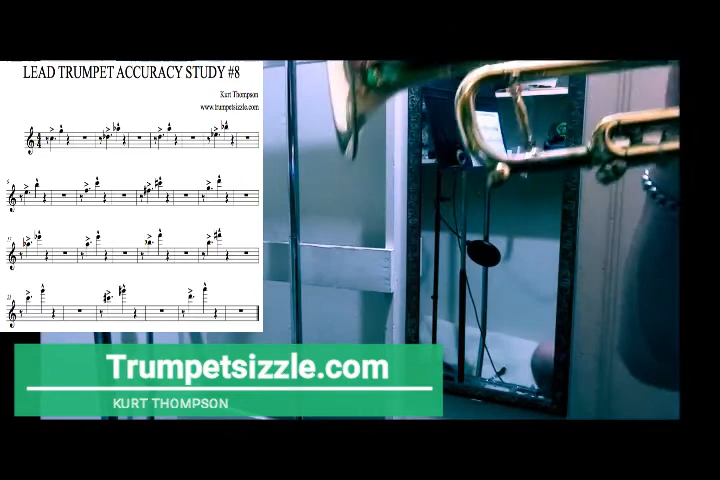 LEAD TRUMPET ACCURACY STUDY #8
Kurt Thompson
www.trumpetsizzle.com
Trumpetsizzle.com
KURT THOMPSON